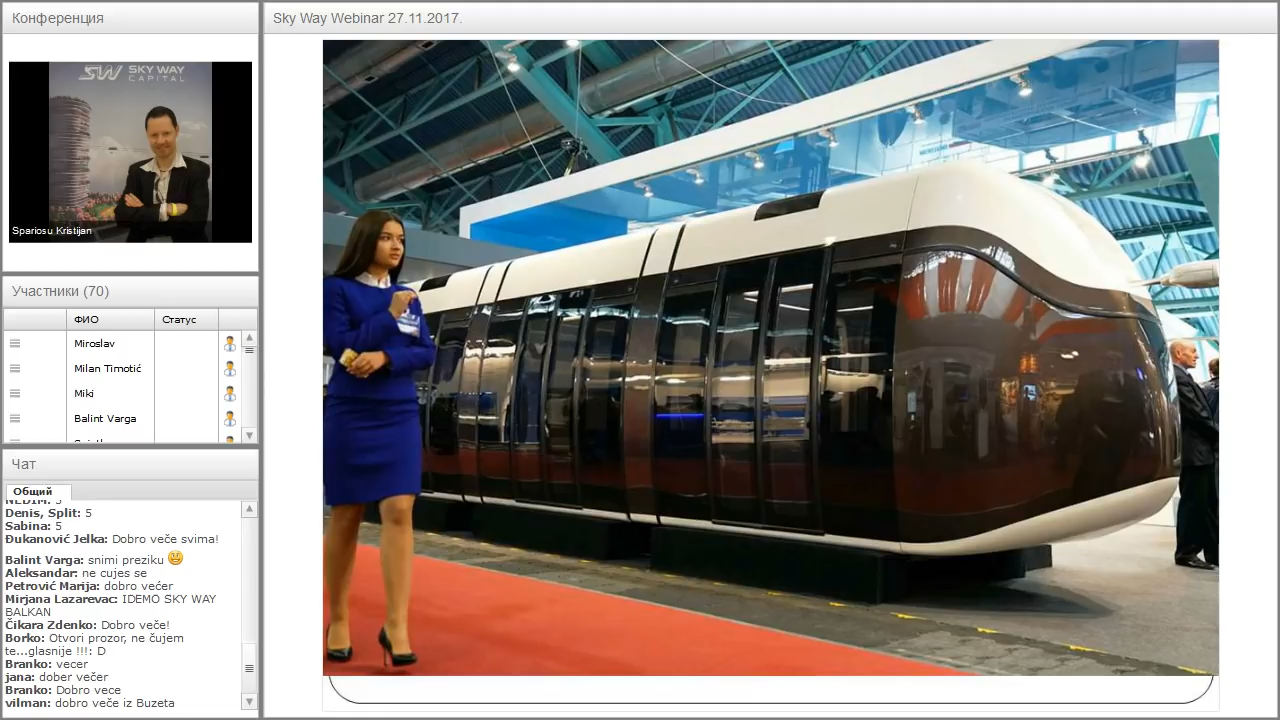 Конференция
SKY WAY
CAPITAL
Spariosu Kristijan
Участники (70)
ФИО
Статус
Miroslav
Milan Timotić
Miki
Balint Varga
Чат
Общий
NEDIM: 5
Denis, Split: 5
Sabina: 5
Đukanović Jelka: Dobro veče svima!
Balint Varga: snimi preziku
Aleksandar: ne cujes se
Petrović Marija: dobro večer
Mirjana Lazarevac: IDEMO SKY WAY
BALKAN
Čikara Zdenko: Dobro veče!
Borko: Otvori prozor, ne čujem
te...glasnije !!!: D
Branko: vecer
jana: dober večer
Branko: Dobro vece
vilman: dobro veče iz Buzeta
Sky Way Webinar 27.11.2017.